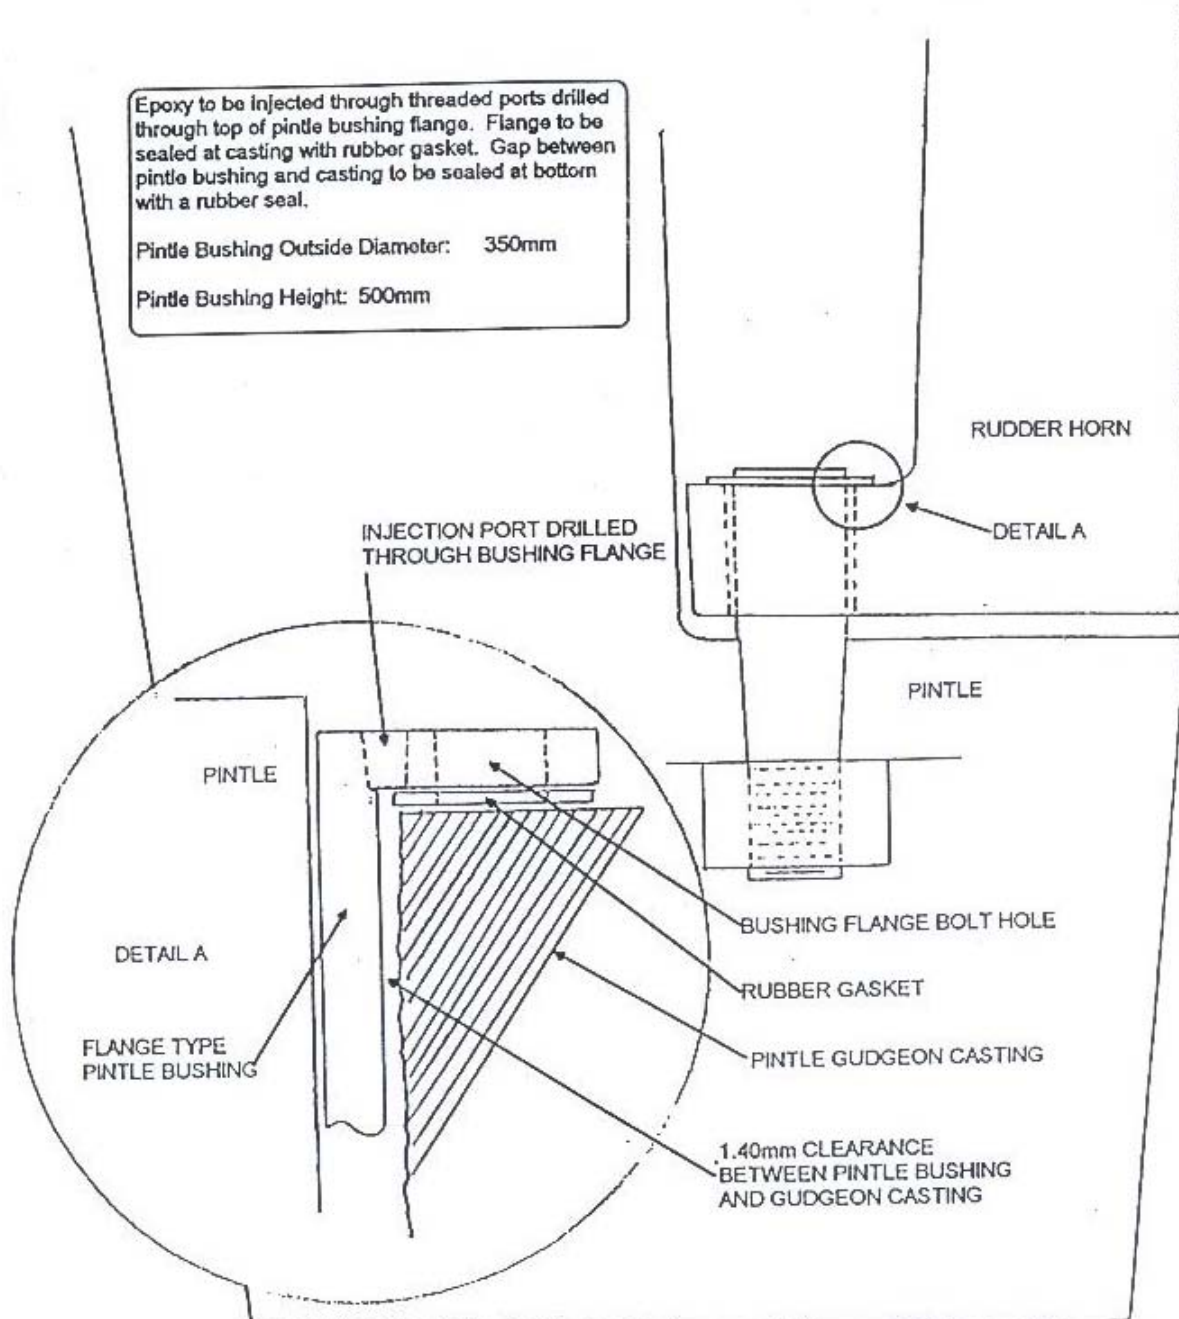 Epoxy to be injected through threaded ports drilled
through top of pintle bushing flange. Flange to be
sealed at casting with rubber gasket. Gap between
pintle bushing and casting to be sealed at bottom
with a rubber seal.
Pintle Bushing Outside Diameter: 350mm
Pintle Bushing Height: 500mm
RUDDER HORN
INJECTION PORT DRILLED
THROUGH BUSHING FLANGE
DETAIL A
PINTLE
PINTLE
BUSHING FLANGE BOLT HOLE
DETAIL A
RUBBER GASKET
FLANGE TYPE
PINTLE BUSHING
PINTLE GUDGEON CASTING
1.40mm CLEARANCE
BETWEEN PINTLE BUSHING
AND GUDGEON CASTING